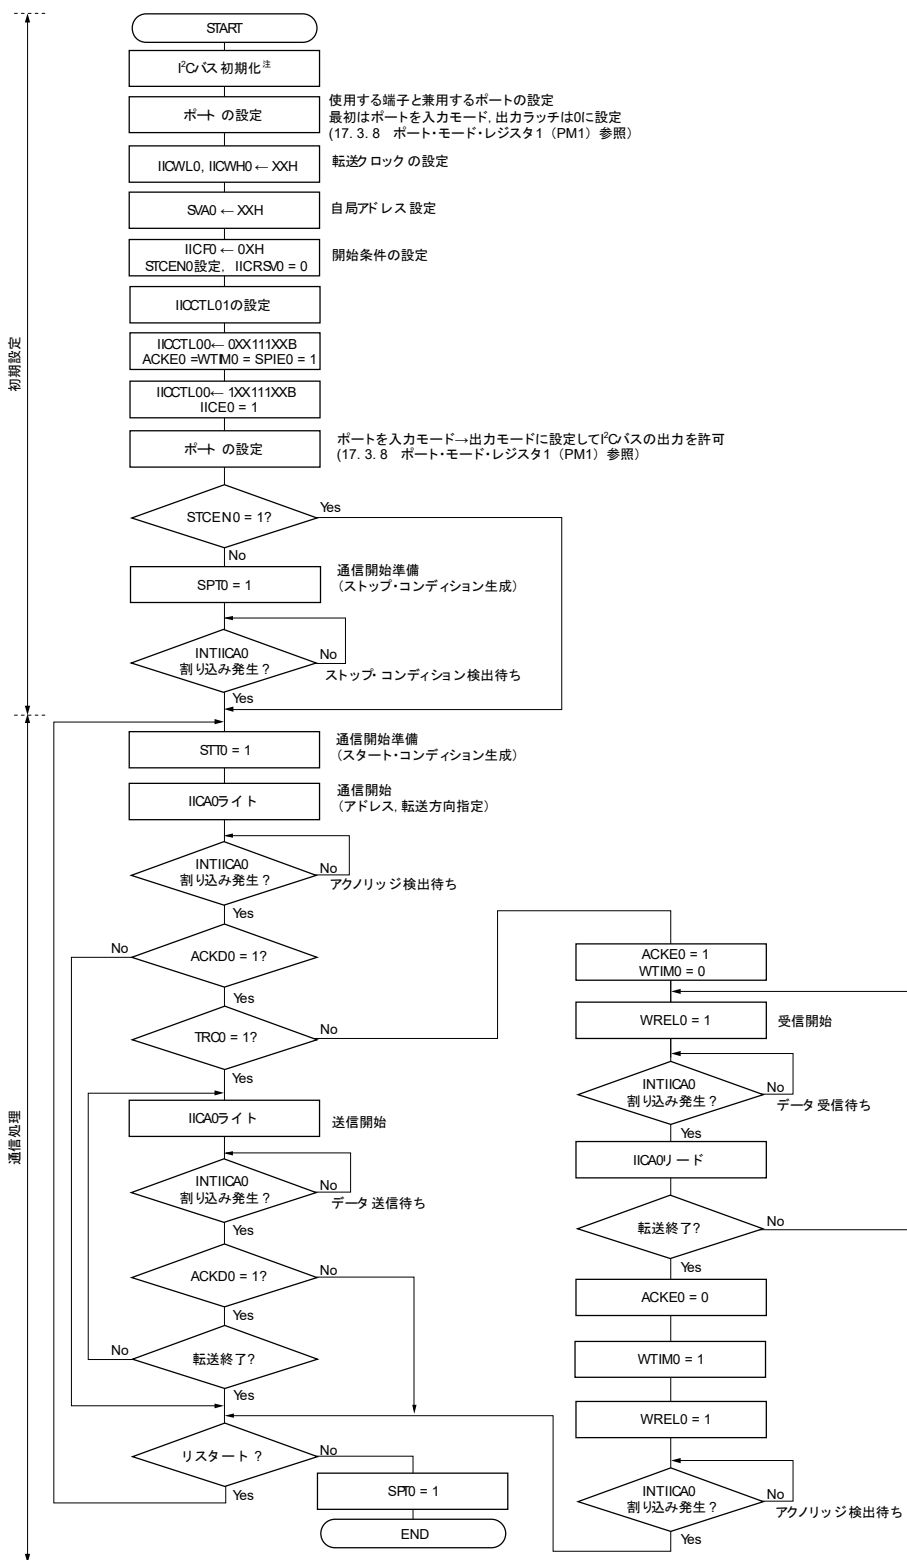 START
I²Cバス初期化注
ポートの設定
使用する端子と兼用するポートの設定
最初はポートを入力モード, 出力ラッチは0に設定
(17. 3. 8 ポート・モード・レジスタ1 (PM1) 参照)
IICWL0, IICWH0 ← XXH
転送クロックの設定
SVA0 ← XXH
自局アドレス設定
IICF0 ← 0XH
STCEN0設定, IICRSV0 = 0
開始条件の設定
IICCTL01の設定
IICCTL00← 0XX111XXB
ACKE0 =WTIM0 = SPIE0 = 1
IICCTL00← 1XX111XXB
IICE0 = 1
ポートの設定
ポートを入力モード→出力モードに設定してI²Cバスの出力を許可
(17. 3. 8 ポート・モード・レジスタ1 (PM1) 参照)
初期設定
STCEN0 = 1?
Yes
No
SPT0 = 1
通信開始準備
(ストップ・コンディション生成)
INTIICA0
割り込み発生?
No
ストップ・コンディション検出待ち
Yes
STT0 = 1
通信開始準備
(スタート・コンディション生成)
IICA0ライト
通信開始
(アドレス, 転送方向指定)
INTIICA0
割り込み発生?
No
アクノリッジ検出待ち
Yes
ACKD0 = 1?
No
Yes
TRC0 = 1?
No
Yes
IICA0ライト
送信開始
INTIICA0
割り込み発生?
No
データ送信待ち
Yes
ACKD0 = 1?
No
Yes
転送終了?
No
Yes
リスタート?
No
Yes
SPT0 = 1
END
通信処理
ACKE0 = 1
WTIM0 = 0
WREL0 = 1
受信開始
INTIICA0
割り込み発生?
No
データ受信待ち
Yes
IICA0リード
転送終了?
No
Yes
ACKE0 = 0
WTIM0 = 1
WREL0 = 1
INTIICA0
割り込み発生?
No
アクノリッジ検出待ち
Yes